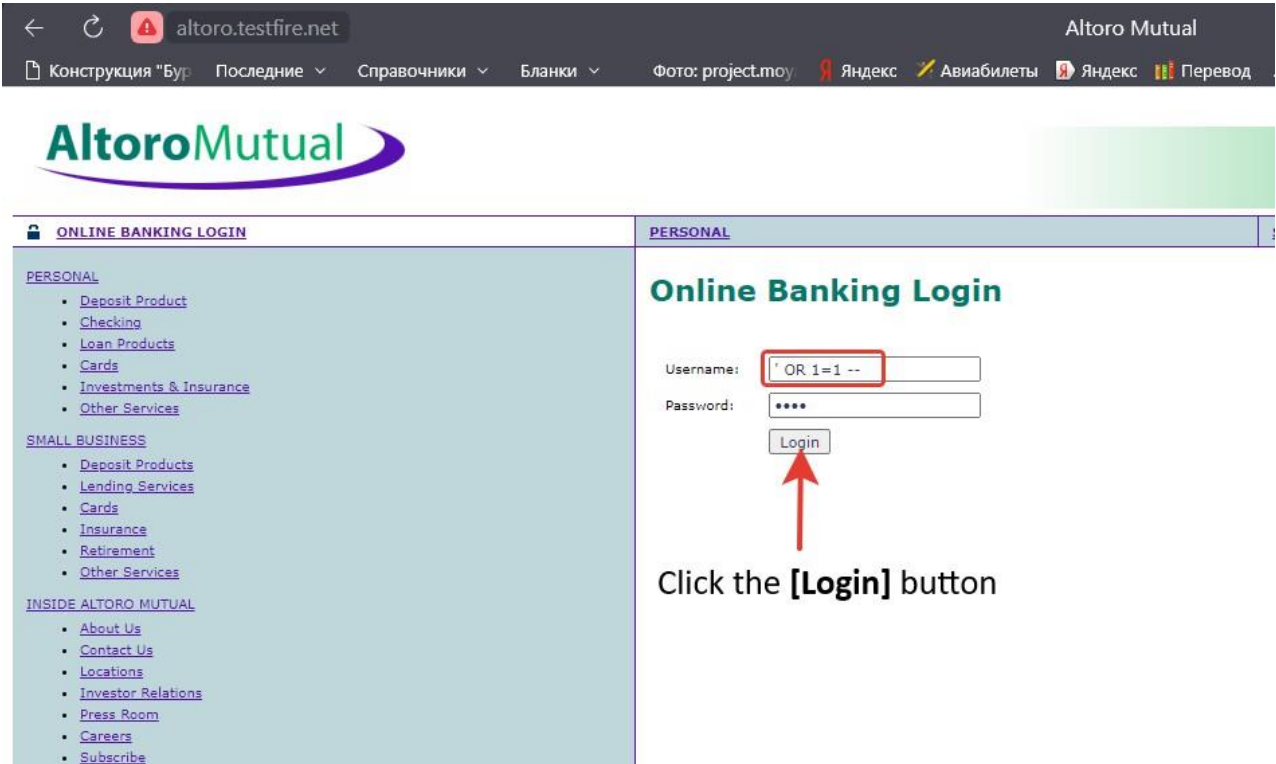 altoro.testfire.net Altoro Mutual
Конструкция "Бур Последние Справочники Бланки Фото: project.moy Яндекс Авиабилеты Яндекс Перевод
AltoroMutual
ONLINE BANKING LOGIN
PERSONAL
PERSONAL
Deposit Product
Checking
Loan Products
Cards
Investments & Insurance
Other Services
SMALL BUSINESS
Deposit Products
Lending Services
Cards
Insurance
Retirement
Other Services
INSIDE ALTORO MUTUAL
About Us
Contact Us
Locations
Investor Relations
Press Room
Careers
Subscribe
Online Banking Login
Username: ' OR 1=1 --
Password: ••••
Login
Click the [Login] button